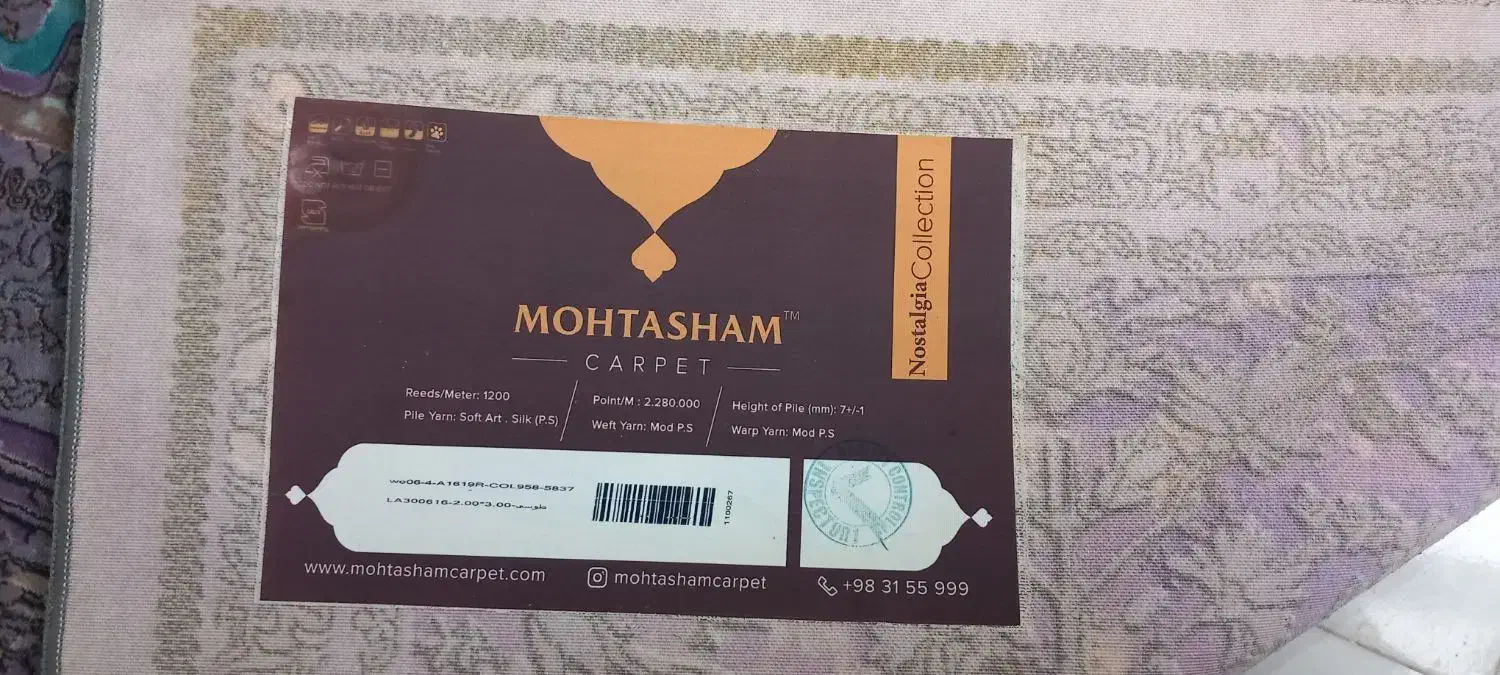 NostalgiaCollection
MOHTASHAM™
CARPET
Reeds/Meter: 1200
Pile Yarn: Soft Art . Silk (P.S)
Point/M : 2.280.000
Weft Yarn: Mod P.S
Height of Pile (mm): 7+/-1
Warp Yarn: Mod P.S
we06-4-A1619R-COL958-5837
LA300616-2.00*3.00-طوسی
1100267
CONTROL
www.mohtashamcarpet.com
mohtashamcarpet
+98 31 55 999